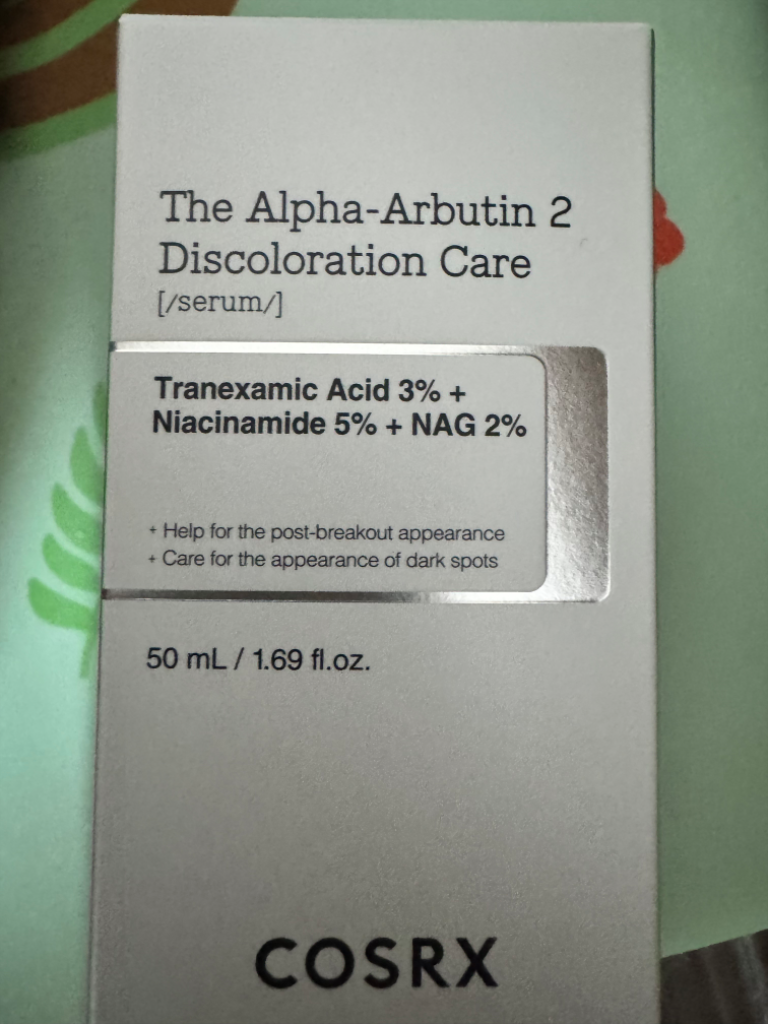 The Alpha-Arbutin 2
Discoloration Care
[/serum/]
Tranexamic Acid 3% +
Niacinamide 5% + NAG 2%
+ Help for the post-breakout appearance
+ Care for the appearance of dark spots
50 mL / 1.69 fl.oz.
COSRX